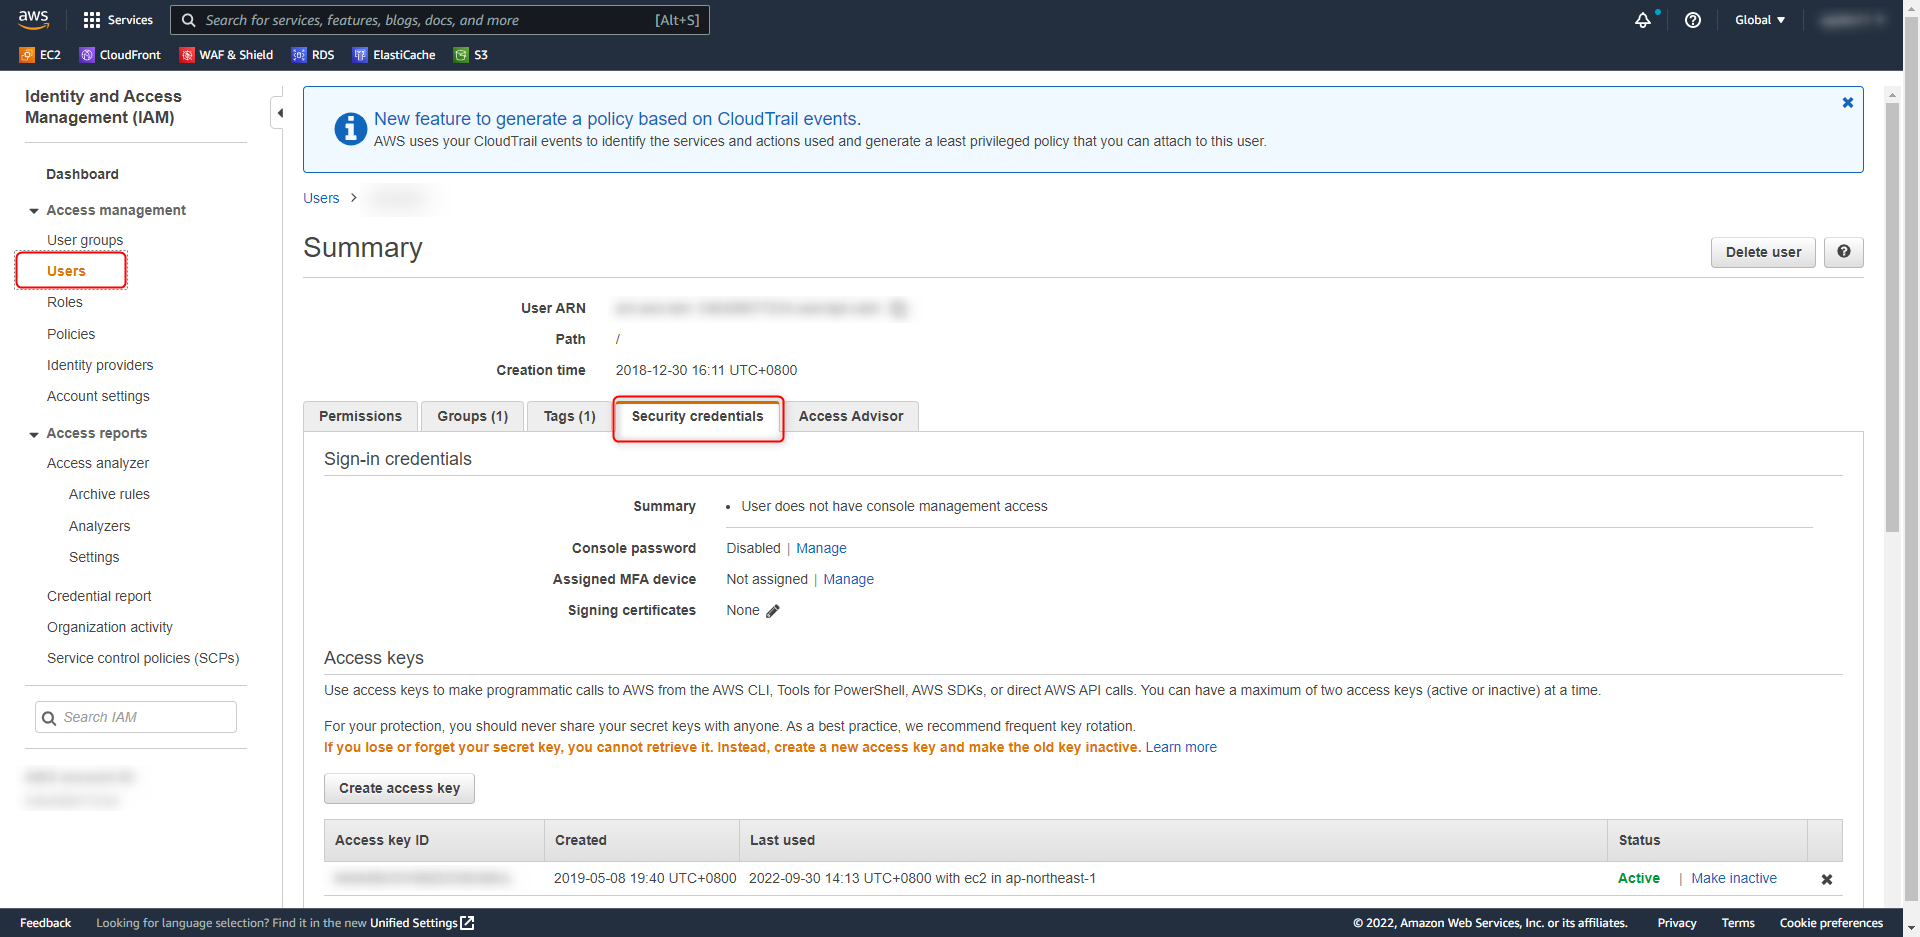 aws
Services
Search for services, features, blogs, docs, and more
[Alt+S]
Global
EC2
CloudFront
WAF & Shield
RDS
ElastiCache
S3
Identity and Access
Management (IAM)
Dashboard
Access management
User groups
Users
Roles
Policies
Identity providers
Account settings
Access reports
Access analyzer
Archive rules
Analyzers
Settings
Credential report
Organization activity
Service control policies (SCPs)
Search IAM
New feature to generate a policy based on CloudTrail events.
AWS uses your CloudTrail events to identify the services and actions used and generate a least privileged policy that you can attach to this user.
Users >
Summary
Delete user
User ARN
Path /
Creation time 2018-12-30 16:11 UTC+0800
Permissions
Groups (1)
Tags (1)
Security credentials
Access Advisor
Sign-in credentials
Summary • User does not have console management access
Console password Disabled | Manage
Assigned MFA device Not assigned | Manage
Signing certificates None
Access keys
Use access keys to make programmatic calls to AWS from the AWS CLI, Tools for PowerShell, AWS SDKs, or direct AWS API calls. You can have a maximum of two access keys (active or inactive) at a time.
For your protection, you should never share your secret keys with anyone. As a best practice, we recommend frequent key rotation.
If you lose or forget your secret key, you cannot retrieve it. Instead, create a new access key and make the old key inactive. Learn more
Create access key
Access key ID Created Last used Status
2019-05-08 19:40 UTC+0800 2022-09-30 14:13 UTC+0800 with ec2 in ap-northeast-1 Active | Make inactive
Feedback
Looking for language selection? Find it in the new Unified Settings
© 2022, Amazon Web Services, Inc. or its affiliates.
Privacy
Terms
Cookie preferences